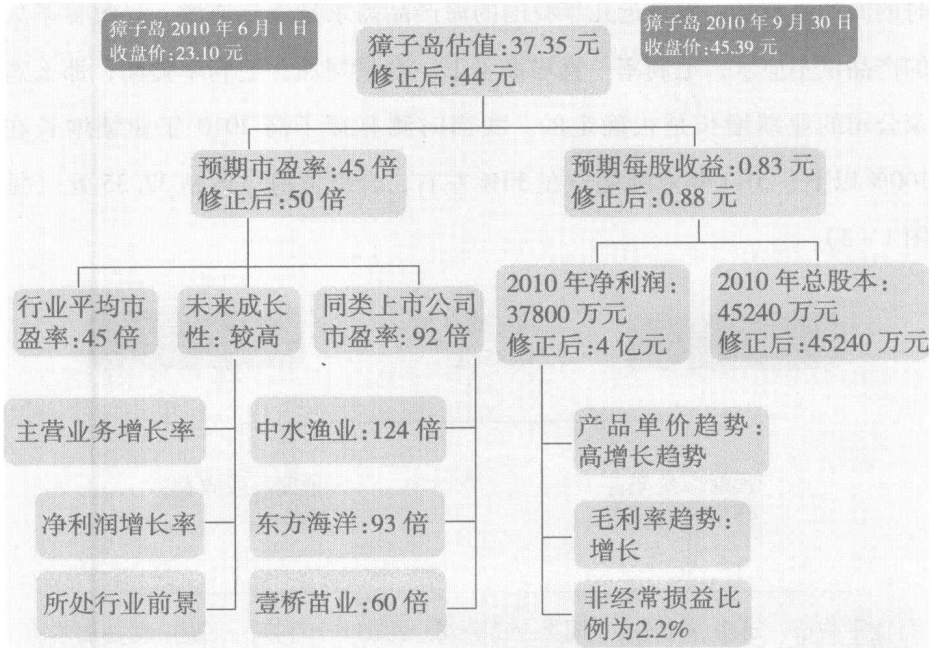 獐子岛 2010 年 6 月 1 日
收盘价:23.10 元
獐子岛估值:37.35 元
修正后:44 元
獐子岛 2010 年 9 月 30 日
收盘价:45.39 元
预期市盈率:45 倍
修正后:50 倍
预期每股收益:0.83 元
修正后:0.88 元
行业平均市
盈率:45 倍
未来成长
性:较高
同类上市公司
市盈率:92 倍
2010 年净利润:
37800 万元
修正后:4 亿元
2010 年总股本:
45240 万元
修正后:45240 万元
主营业务增长率
中水渔业:124 倍
产品单价趋势:
高增长趋势
净利润增长率
东方海洋:93 倍
毛利率趋势:
增长
所处行业前景
壹桥苗业:60 倍
非经常损益比
例为2.2%